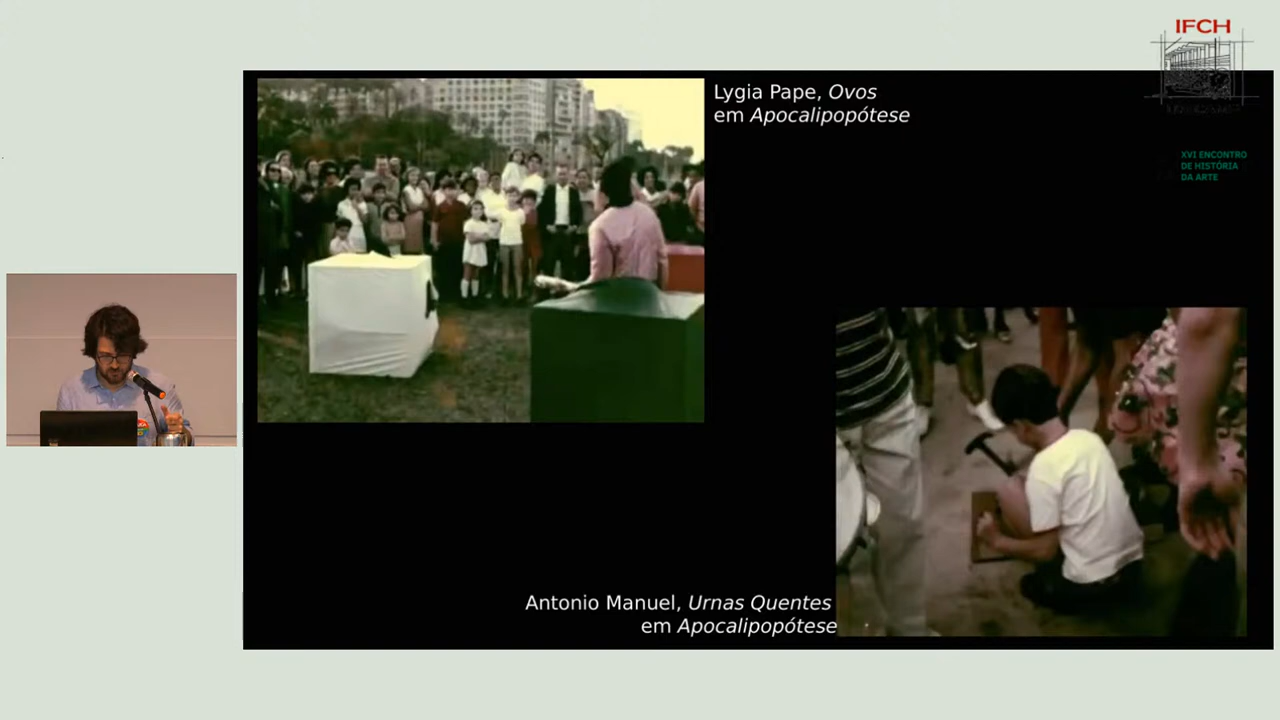 IFCH
Lygia Pape, Ovos
em Apocalipopótese
XVI ENCONTRO
DE HISTÓRIA
DA ARTE
Antonio Manuel, Urnas Quentes
em Apocalipopótese